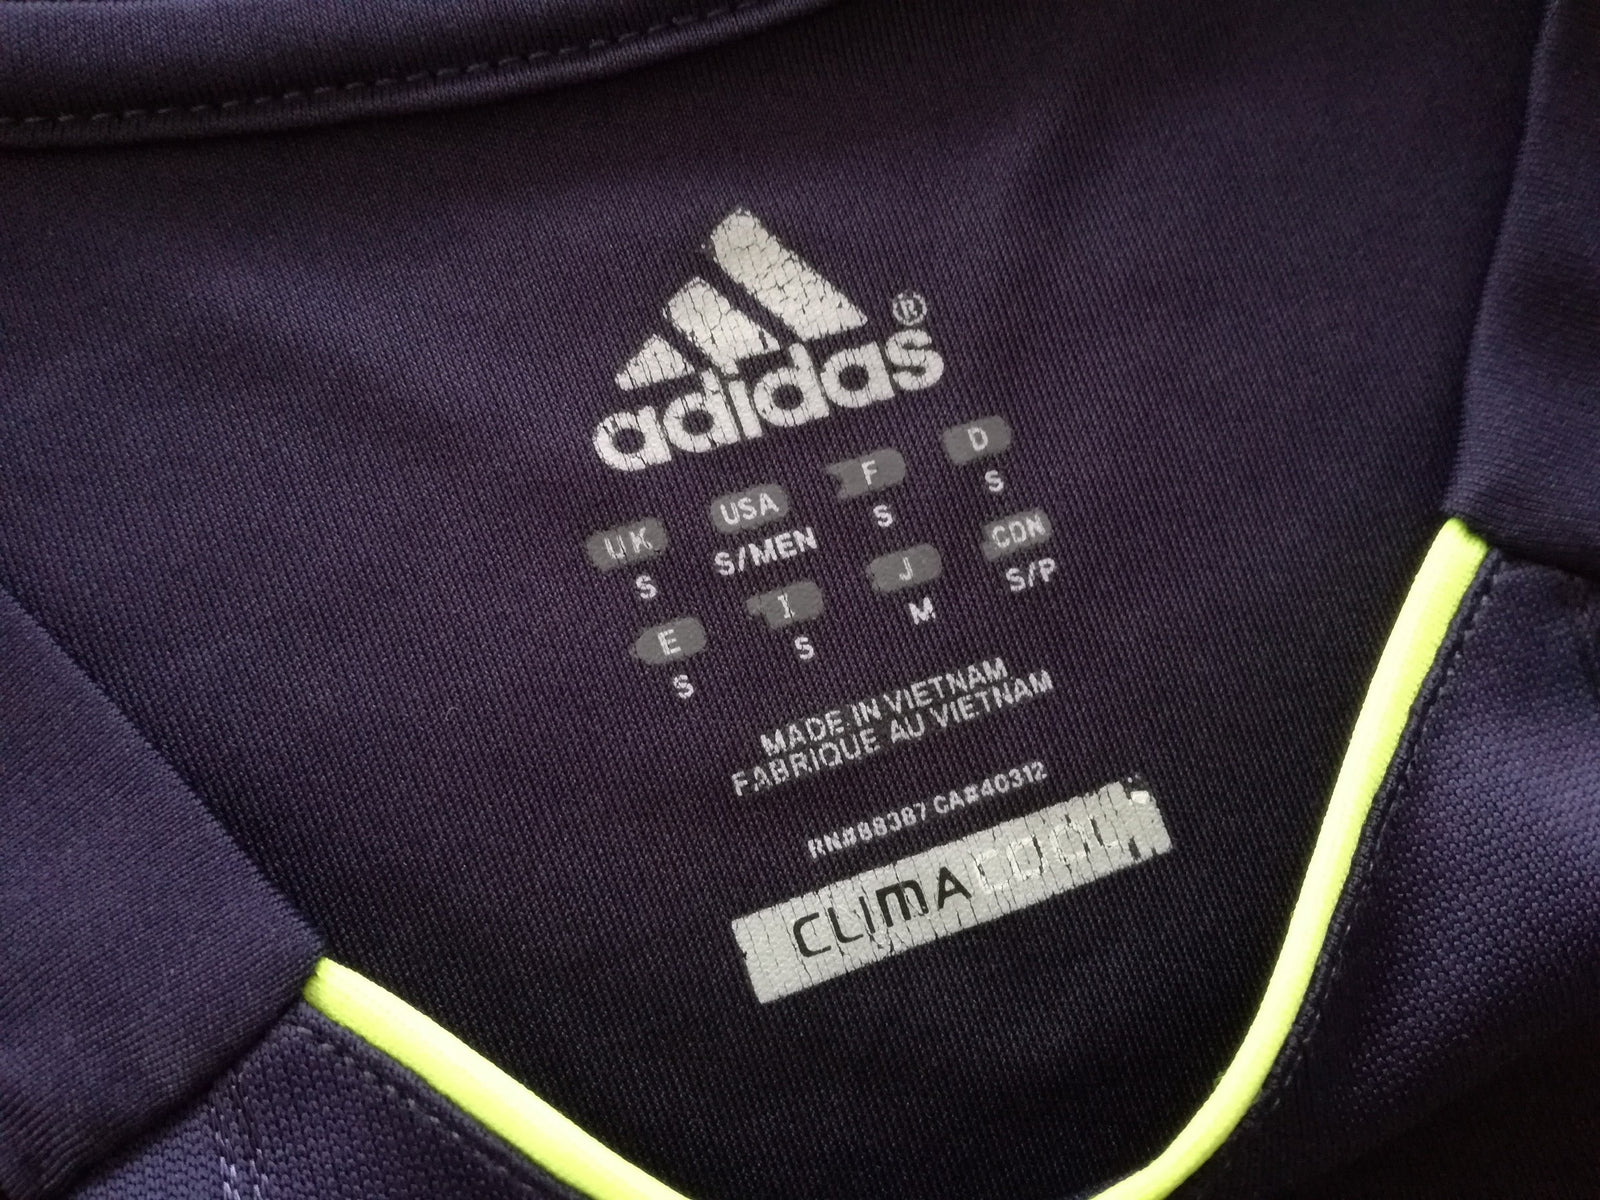 adidas®
UK USA F D
S S/MEN S S
E I J CDN
S S M S/P
MADE IN VIETNAM
FABRIQUE AU VIETNAM
RN#88387 CA#40312
CLIMACOOL